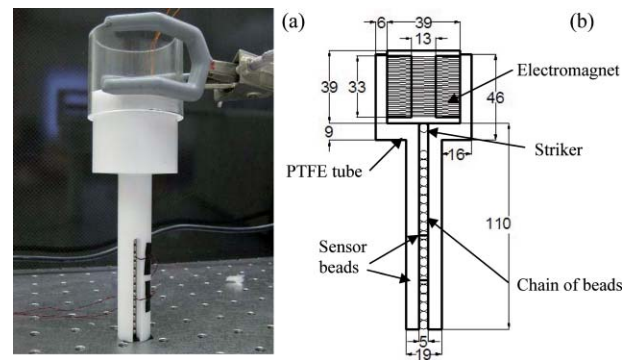 (a)
(b)
6
39
13
Electromagnet
39
33
46
9
16
Striker
PTFE tube
110
Sensor
beads
Chain of beads
5
19